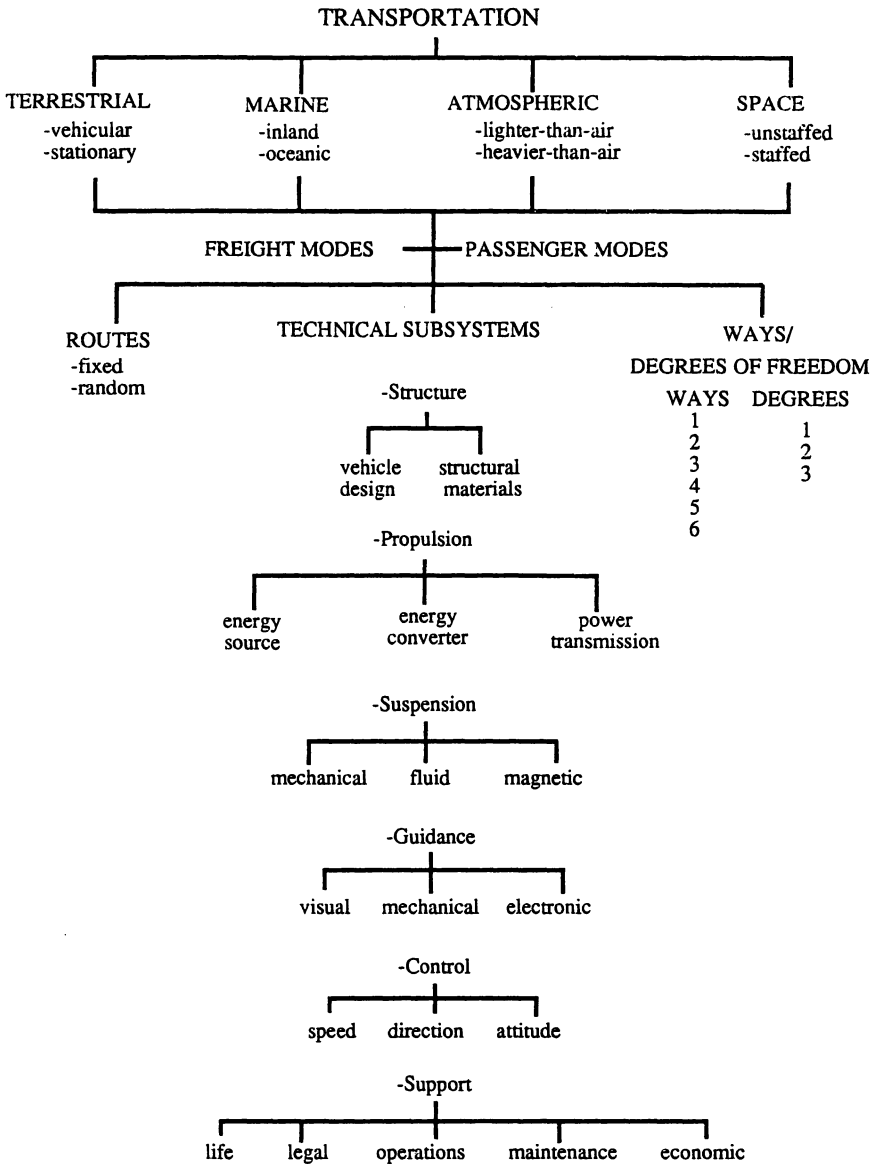 TRANSPORTATION
TERRESTRIAL
-vehicular
-stationary
MARINE
-inland
-oceanic
ATMOSPHERIC
-lighter-than-air
-heavier-than-air
SPACE
-unstaffed
-staffed
FREIGHT MODES
PASSENGER MODES
ROUTES
-fixed
-random
TECHNICAL SUBSYSTEMS
-Structure
vehicle
design
structural
materials
-Propulsion
energy
source
energy
converter
power
transmission
-Suspension
mechanical
fluid
magnetic
-Guidance
visual
mechanical
electronic
-Control
speed
direction
attitude
-Support
life
legal
operations
maintenance
economic
WAYS/
DEGREES OF FREEDOM
WAYS
1
2
3
4
5
6
DEGREES
1
2
3